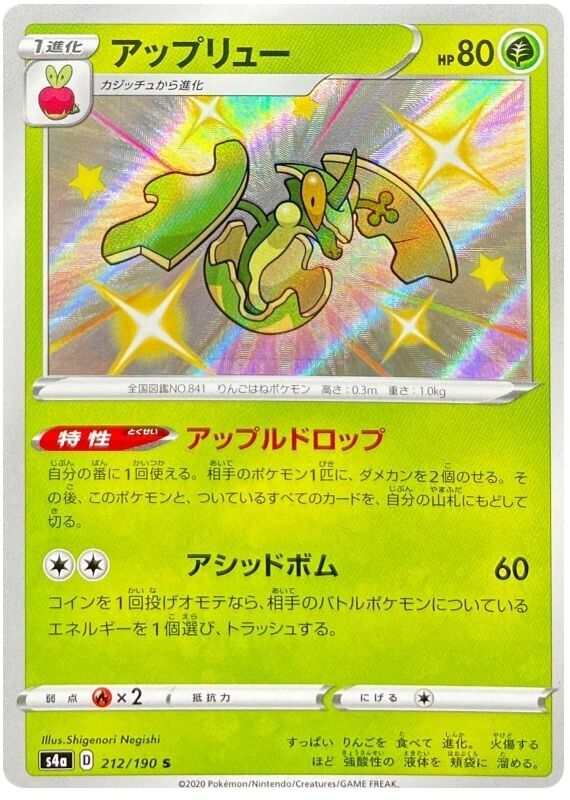 1進化
アップリュー
HP80
カジッチュから進化
全国図鑑NO.841 りんごはねポケモン 高さ:0.3m 重さ:1.0kg
特性 とくせい アップルドロップ
自分の番に1回使える。相手のポケモン1匹に、ダメカンを2個のせる。そ
の後、このポケモンと、ついているすべてのカードを、自分の山札にもどして
切る。
アシッドボム 60
コインを1回投げオモテなら、相手のバトルポケモンについている
エネルギーを1個選び、トラッシュする。
弱点 ×2 抵抗力 にげる
Illus.Shigenori Negishi
s4a D 212/190 S
すっぱい りんごを 食べて 進化。 火傷する
ほど 強酸性の 液体を 頬袋に 溜める。
©2020 Pokémon/Nintendo/Creatures/GAME FREAK.